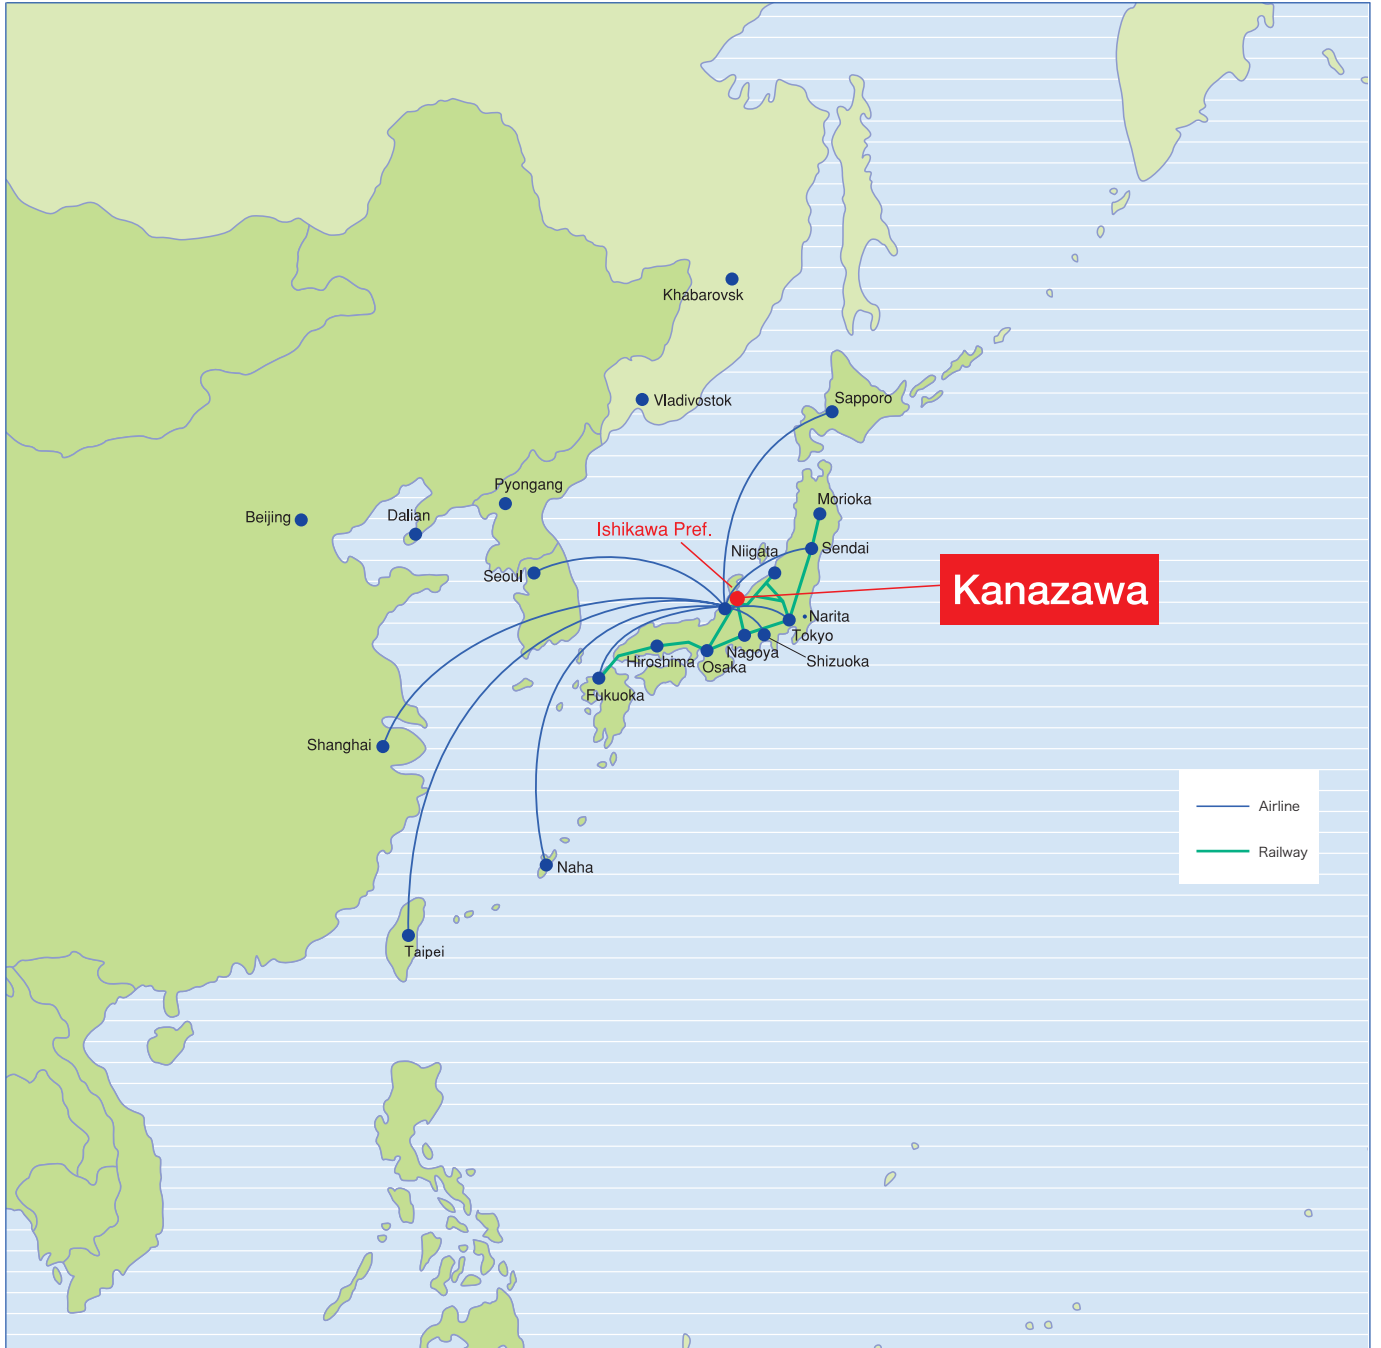 Khabarovsk
Sapporo
Vladivostok
Pyongang
Morioka
Beijing
Dalian
Ishikawa Pref.
Niigata
Sendai
Seoul
Kanazawa
Narita
Tokyo
Nagoya
Shizuoka
Hiroshima
Osaka
Fukuoka
Shanghai
Airline
Railway
Naha
Taipei